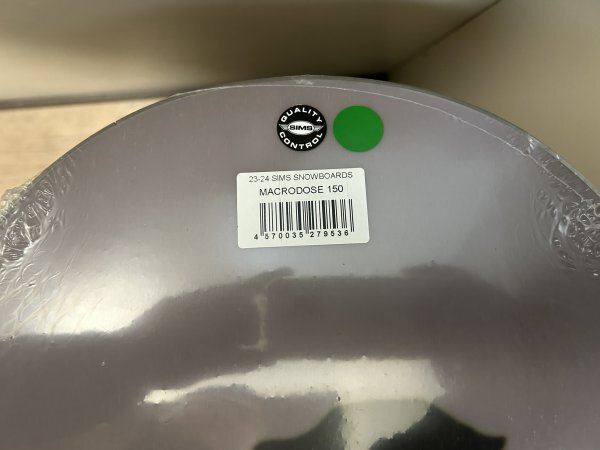 QUALITY
SIMS
CONTROL
23-24 SIMS SNOWBOARDS
MACRODOSE 150
4 570035 279536